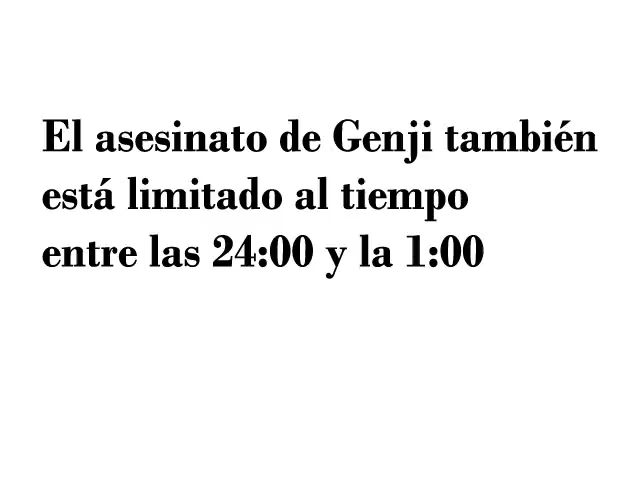 El asesinato de Genji también
está limitado al tiempo
entre las 24:00 y la 1:00